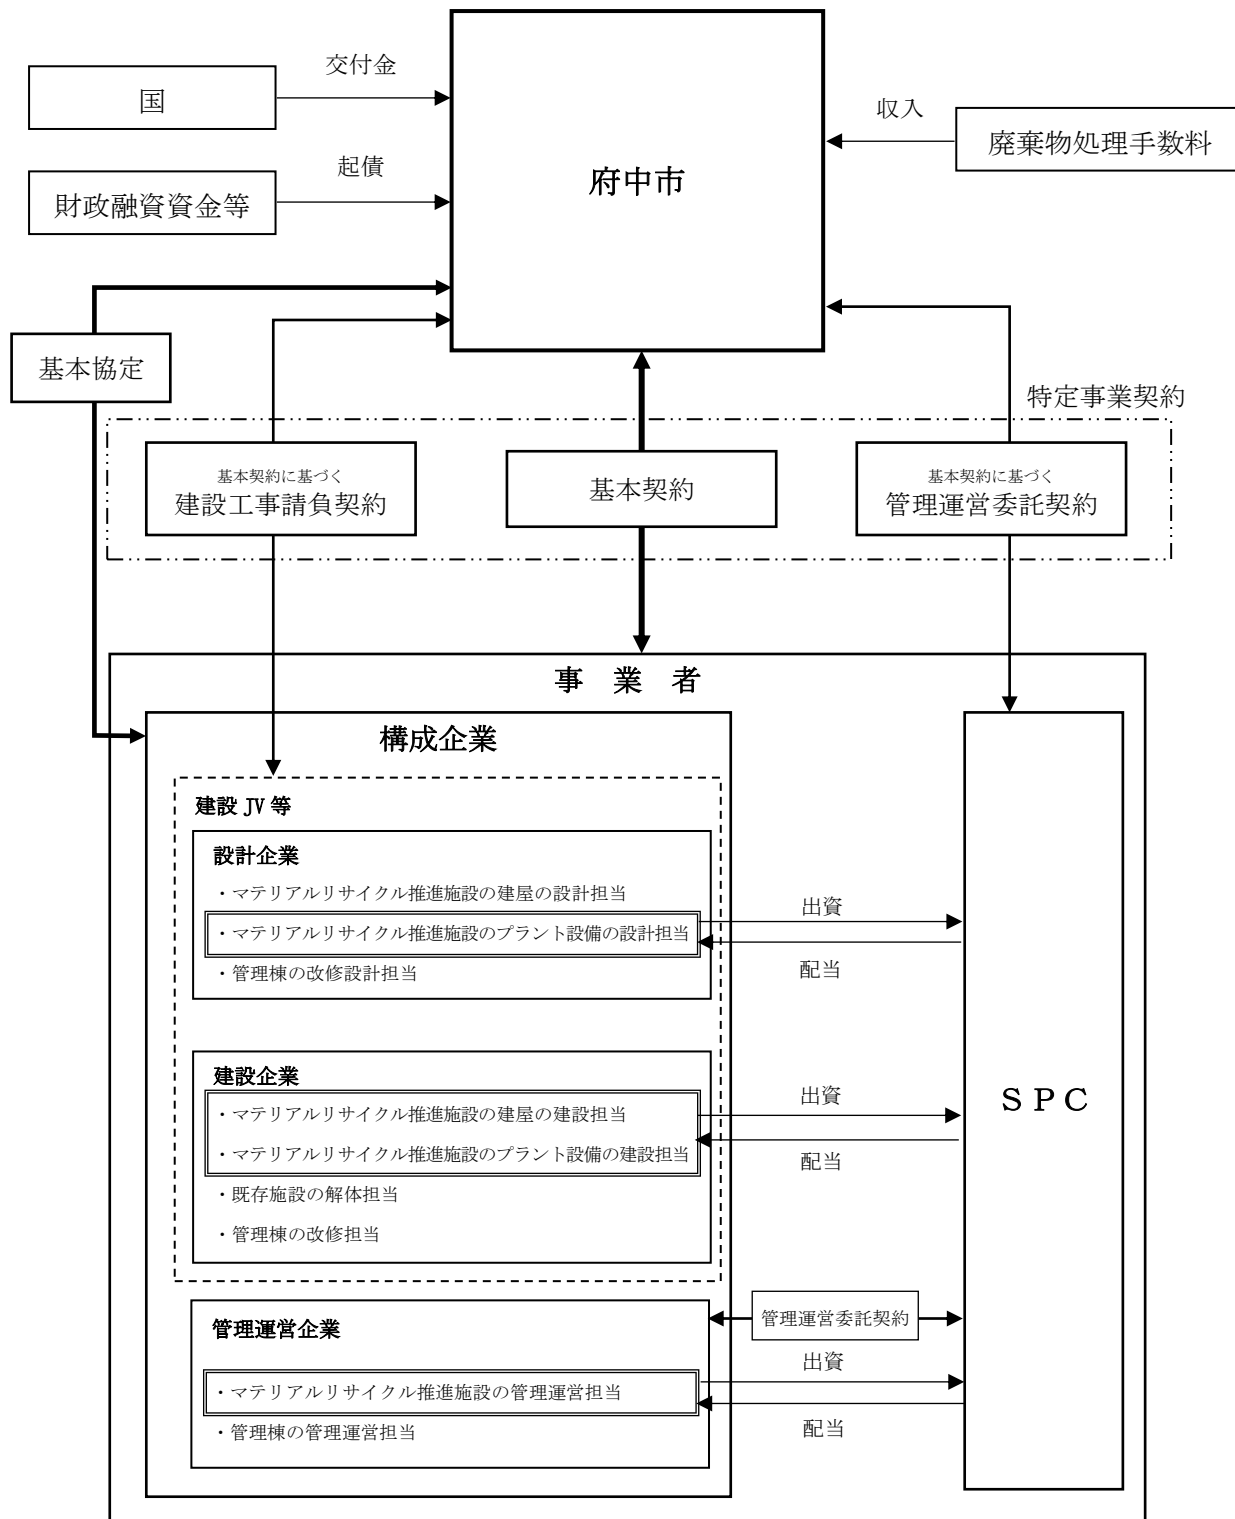 交付金
国
収入
廃棄物処理手数料
起債
府中市
財政融資資金等
基本協定
特定事業契約
基本契約に基づく
建設工事請負契約
基本契約
基本契約に基づく
管理運営委託契約
事 業 者
構成企業
建設 JV 等
設計企業
・マテリアルリサイクル推進施設の建屋の設計担当
・マテリアルリサイクル推進施設のプラント設備の設計担当
・管理棟の改修設計担当
出資
配当
建設企業
・マテリアルリサイクル推進施設の建屋の建設担当
・マテリアルリサイクル推進施設のプラント設備の建設担当
・既存施設の解体担当
・管理棟の改修担当
出資
配当
ＳＰＣ
管理運営企業
・マテリアルリサイクル推進施設の管理運営担当
・管理棟の管理運営担当
管理運営委託契約
出資
配当